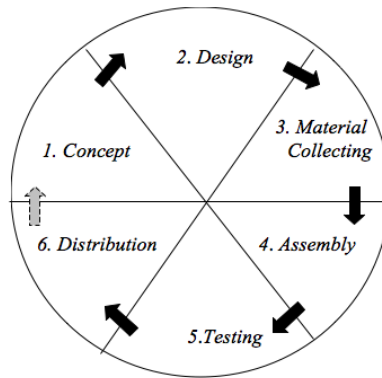 1. Concept
2. Design
3. Material
Collecting
4. Assembly
5.Testing
6. Distribution